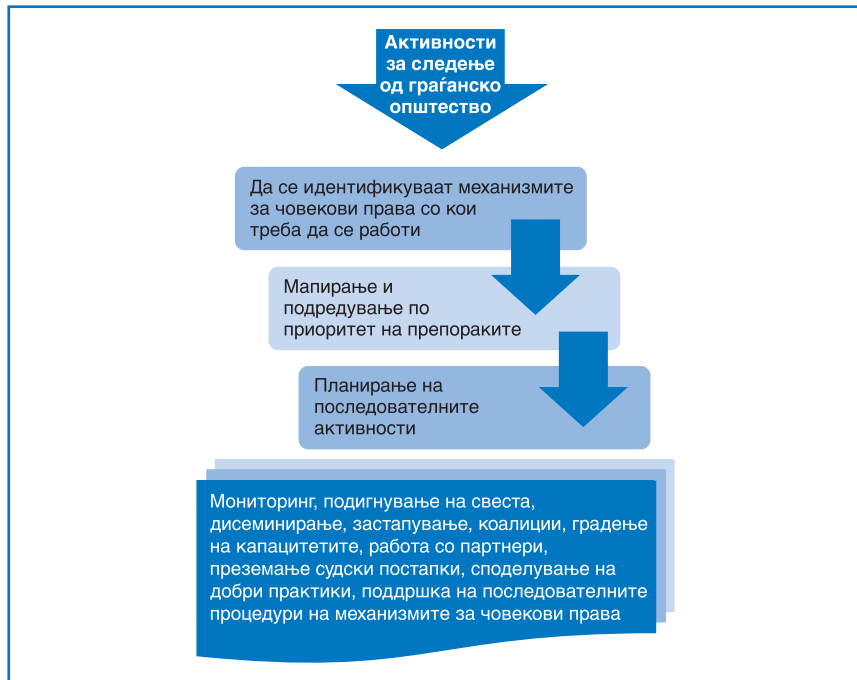 Активности
за следење
од граѓанско
општество
Да се идентификуваат механизмите
за човекови права со кои
треба да се работи
Мапирање и
подредување по
приоритет на препораките
Планирање на
последователните
активности
Мониторинг, подигнување на свеста,
дисеминирање, застапување, коалиции, градење
на капацитетите, работа со партнери,
преземање судски постапки, споделување на
добри практики, поддршка на последователните
процедури на механизмите за човекови права